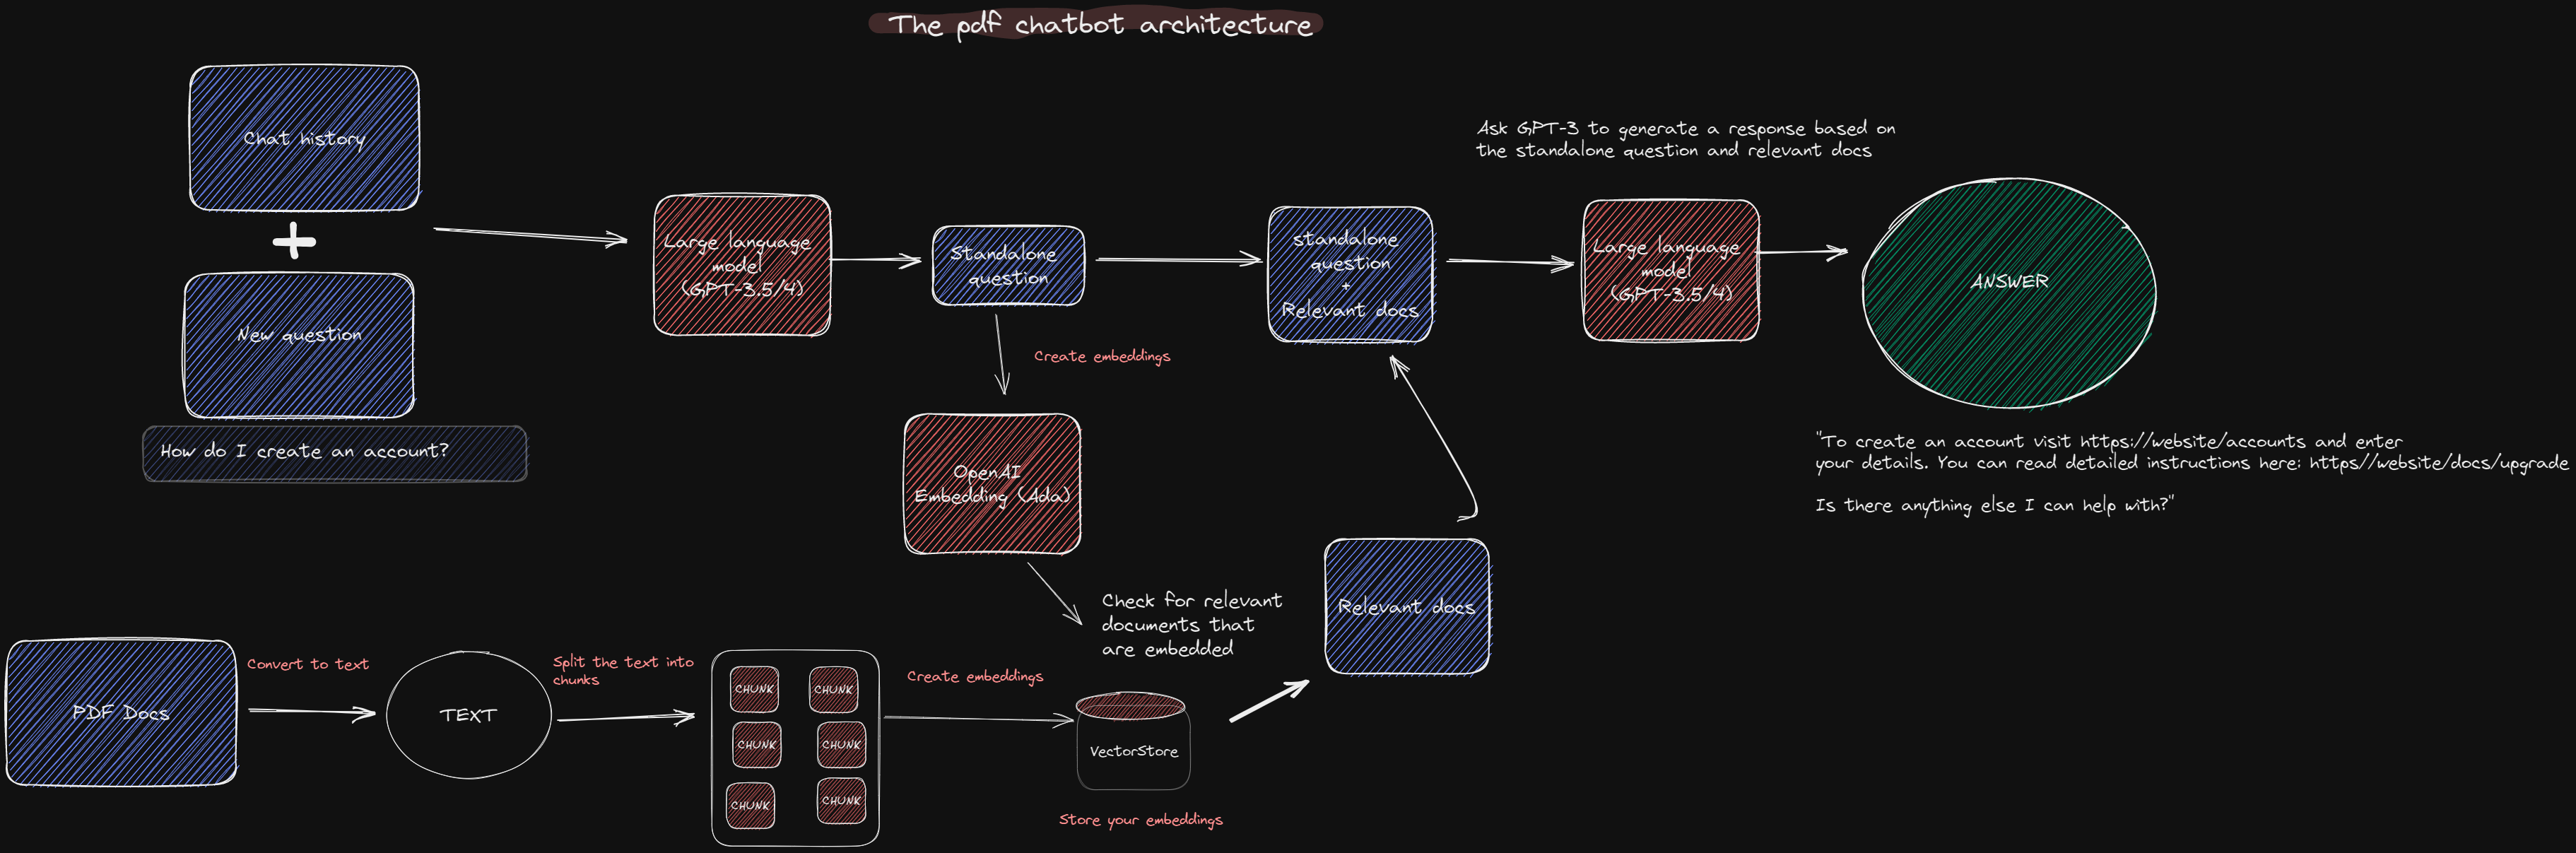 The pdf chatbot architecture
Chat history
+
New question
How do I create an account?
Large language
model
(GPT-3.5/4)
Standalone
question
Create embeddings
OpenAI
Embedding (Ada)
standalone
question
+
Relevant docs
Ask GPT-3 to generate a response based on
the standalone question and relevant docs
Large language
model
(GPT-3.5/4)
ANSWER
"To create an account visit https://website/accounts and enter
your details. You can read detailed instructions here: https//website/docs/upgrade
Is there anything else I can help with?"
Check for relevant
documents that
are embedded
Relevant docs
PDF Docs
Convert to text
TEXT
Split the text into
chunks
CHUNK
CHUNK
CHUNK
CHUNK
CHUNK
CHUNK
Create embeddings
VectorStore
Store your embeddings